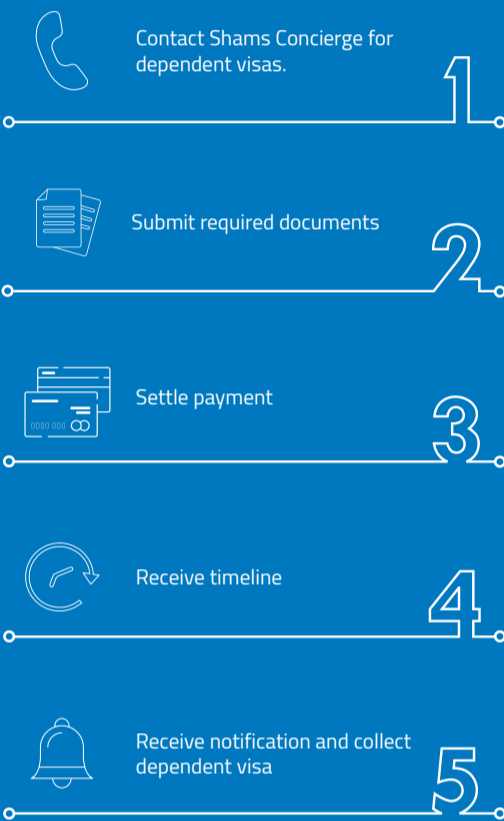 Contact Shams Concierge for
dependent visas.
1
Submit required documents
2
Settle payment
0000 000
3
Receive timeline
4
Receive notification and collect
dependent visa
5